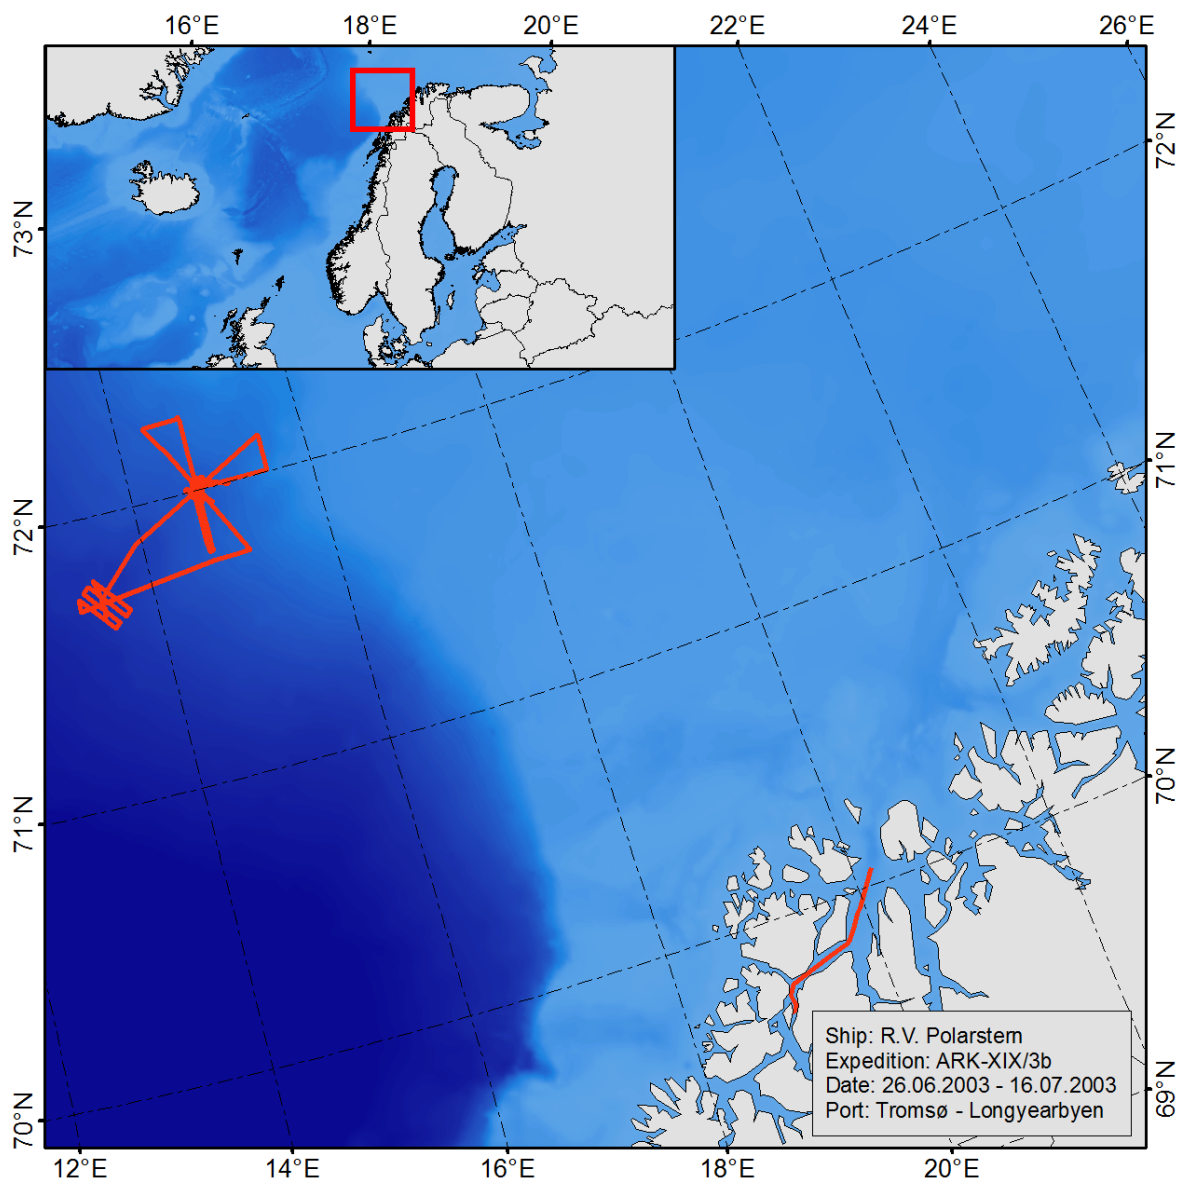 16°E 18°E 20°E 22°E 24°E 26°E
73°N
72°N
71°N
70°N
72°N
71°N
70°N
69°N
Ship: R.V. Polarstern
Expedition: ARK-XIX/3b
Date: 26.06.2003 - 16.07.2003
Port: Tromsø - Longyearbyen
12°E 14°E 16°E 18°E 20°E